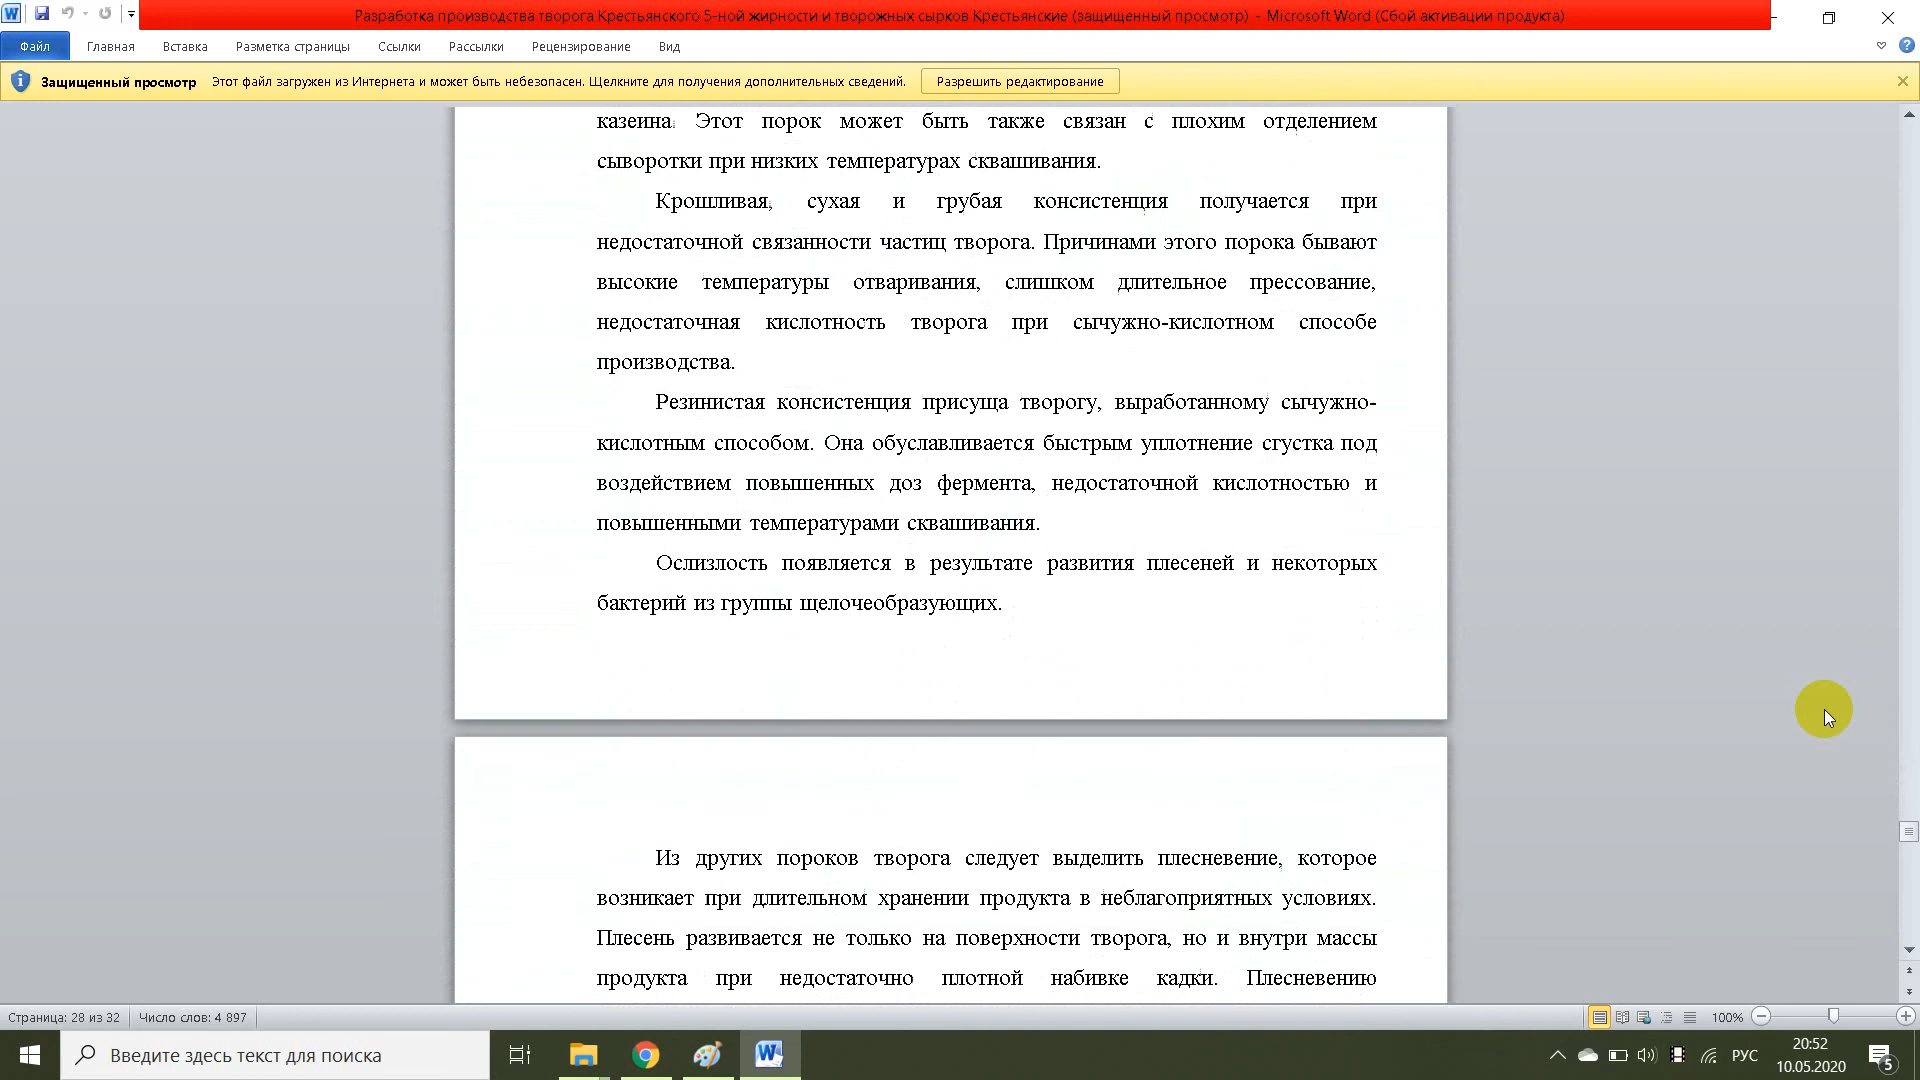 Разработка производства творога Крестьянского 5-ной жирности и творожных сырков Крестьянские (защищенный просмотр) - Microsoft Word (Сбой активации продукта)
Файл Главная Вставка Разметка страницы Ссылки Рассылки Рецензирование Вид
Защищенный просмотр Этот файл загружен из Интернета и может быть небезопасен. Щелкните для получения дополнительных сведений. Разрешить редактирование
казеина. Этот порок может быть также связан с плохим отделением
сыворотки при низких температурах сквашивания.
Крошливая, сухая и грубая консистенция получается при
недостаточной связанности частиц творога. Причинами этого порока бывают
высокие температуры отваривания, слишком длительное прессование,
недостаточная кислотность творога при сычужно-кислотном способе
производства.
Резинистая консистенция присуща творогу, выработанному сычужно-
кислотным способом. Она обуславливается быстрым уплотнение сгустка под
воздействием повышенных доз фермента, недостаточной кислотностью и
повышенными температурами сквашивания.
Ослизлость появляется в результате развития плесеней и некоторых
бактерий из группы щелочеобразующих.
Из других пороков творога следует выделить плесневение, которое
возникает при длительном хранении продукта в неблагоприятных условиях.
Плесень развивается не только на поверхности творога, но и внутри массы
продукта при недостаточно плотной набивке кадки. Плесневению
Страница: 28 из 32 Число слов: 4 897 100%
Введите здесь текст для поиска РУС 20:52
10.05.2020 5